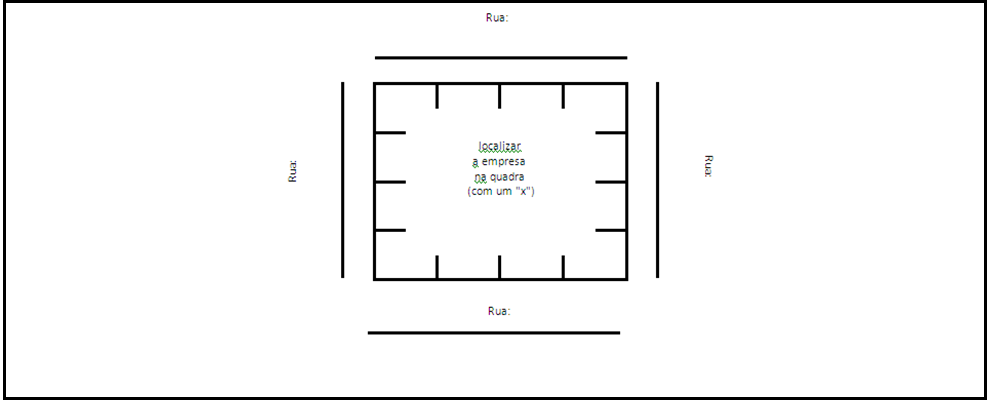 Rua:
Rua:
localizar
a empresa
na quadra
(com um "x")
Rua:
Rua: